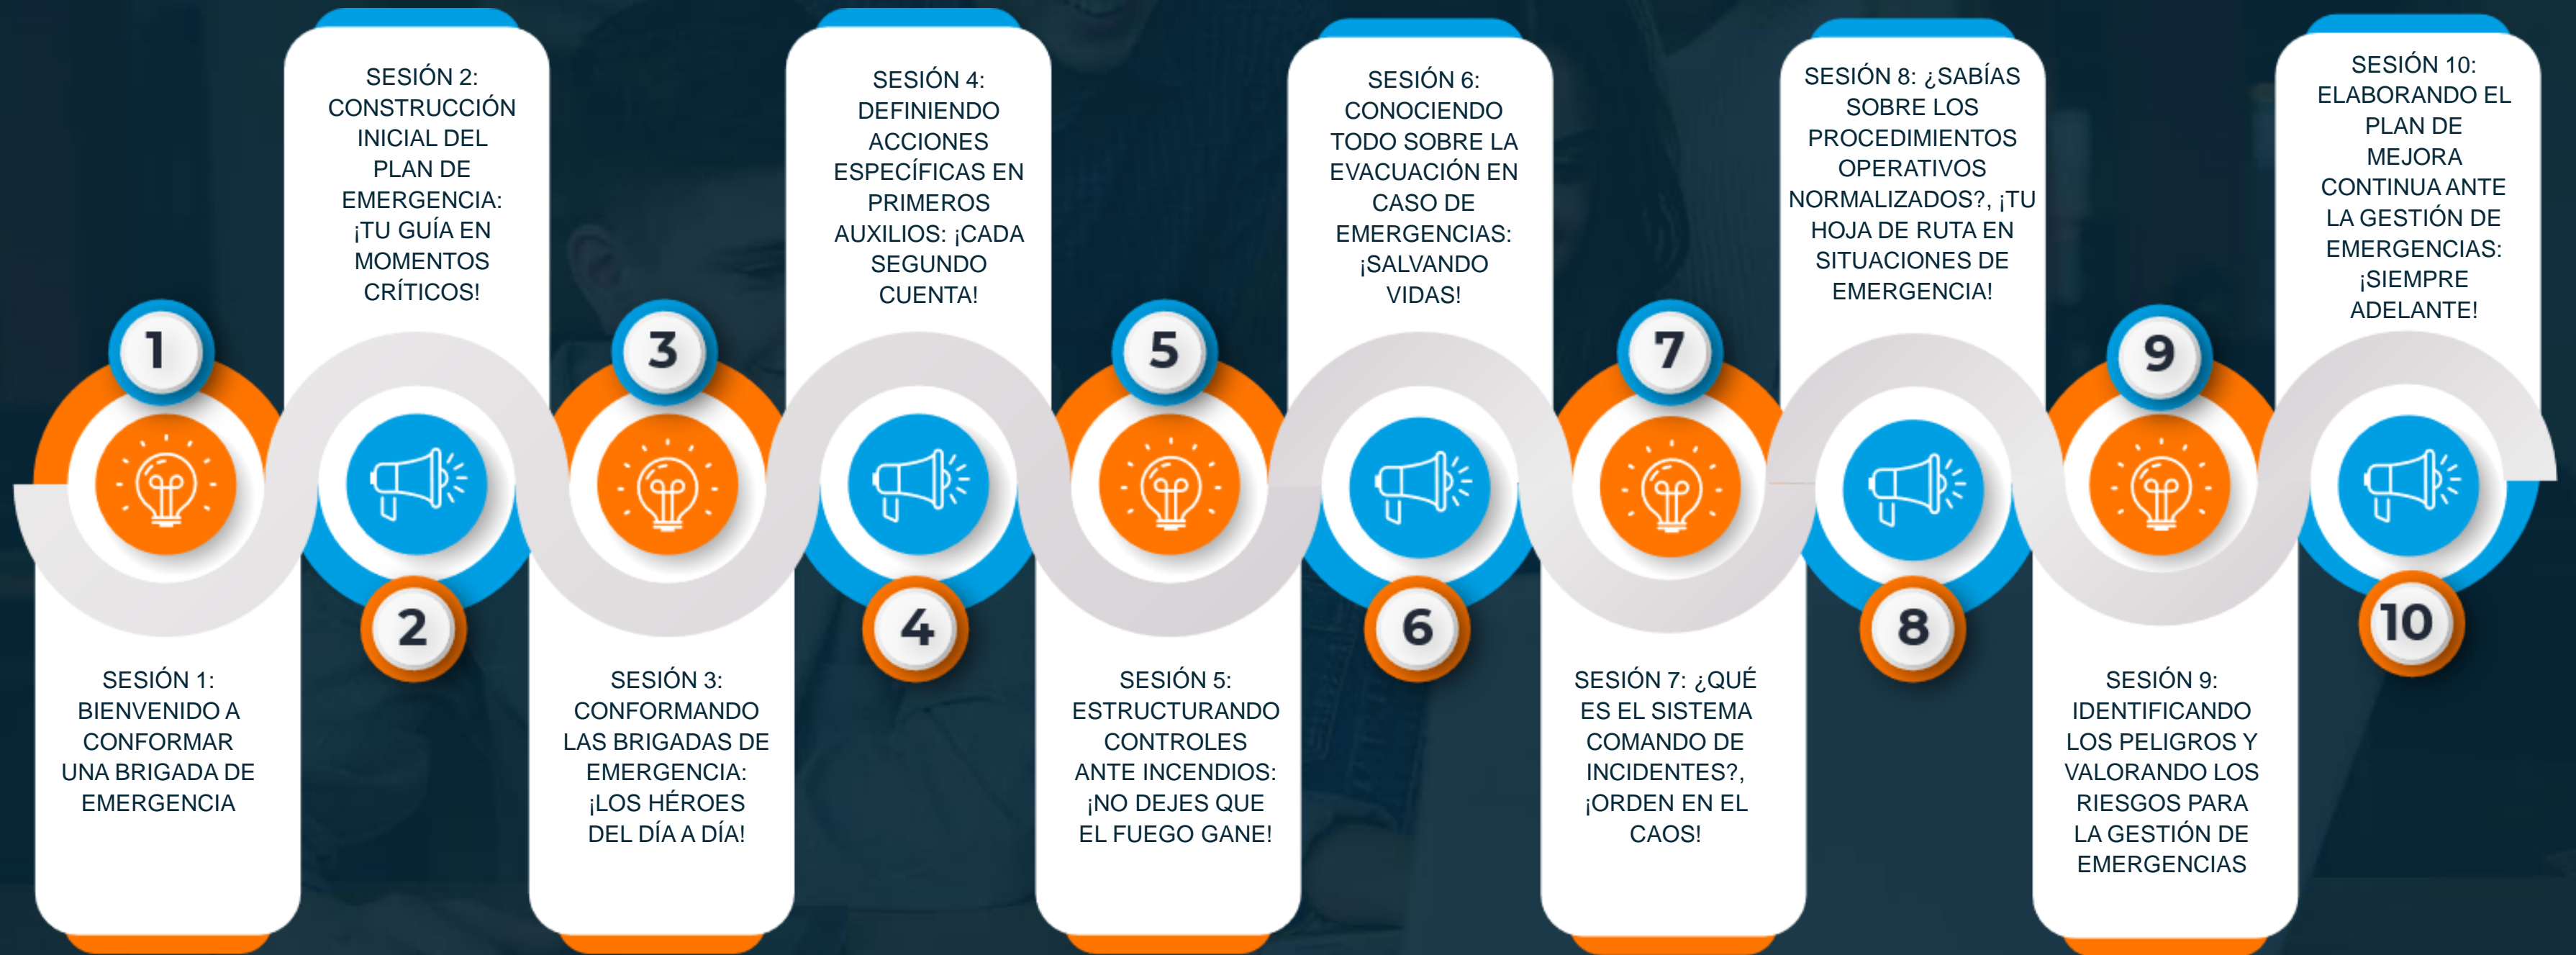 1
SESIÓN 1:
BIENVENIDO A
CONFORMAR
UNA BRIGADA DE
EMERGENCIA
SESIÓN 2:
CONSTRUCCIÓN
INICIAL DEL
PLAN DE
EMERGENCIA:
¡TU GUÍA EN
MOMENTOS
CRÍTICOS!
2
3
SESIÓN 3:
CONFORMANDO
LAS BRIGADAS DE
EMERGENCIA:
¡LOS HÉROES
DEL DÍA A DÍA!
SESIÓN 4:
DEFINIENDO
ACCIONES
ESPECÍFICAS EN
PRIMEROS
AUXILIOS: ¡CADA
SEGUNDO
CUENTA!
4
5
SESIÓN 5:
ESTRUCTURANDO
CONTROLES
ANTE INCENDIOS:
¡NO DEJES QUE
EL FUEGO GANE!
SESIÓN 6:
CONOCIENDO
TODO SOBRE LA
EVACUACIÓN EN
CASO DE
EMERGENCIAS:
¡SALVANDO
VIDAS!
6
7
SESIÓN 7: ¿QUÉ
ES EL SISTEMA
COMANDO DE
INCIDENTES?,
¡ORDEN EN EL
CAOS!
SESIÓN 8: ¿SABÍAS
SOBRE LOS
PROCEDIMIENTOS
OPERATIVOS
NORMALIZADOS?, ¡TU
HOJA DE RUTA EN
SITUACIONES DE
EMERGENCIA!
8
9
SESIÓN 9:
IDENTIFICANDO
LOS PELIGROS Y
VALORANDO LOS
RIESGOS PARA
LA GESTIÓN DE
EMERGENCIAS
SESIÓN 10:
ELABORANDO EL
PLAN DE
MEJORA
CONTINUA ANTE
LA GESTIÓN DE
EMERGENCIAS:
¡SIEMPRE
ADELANTE!
10